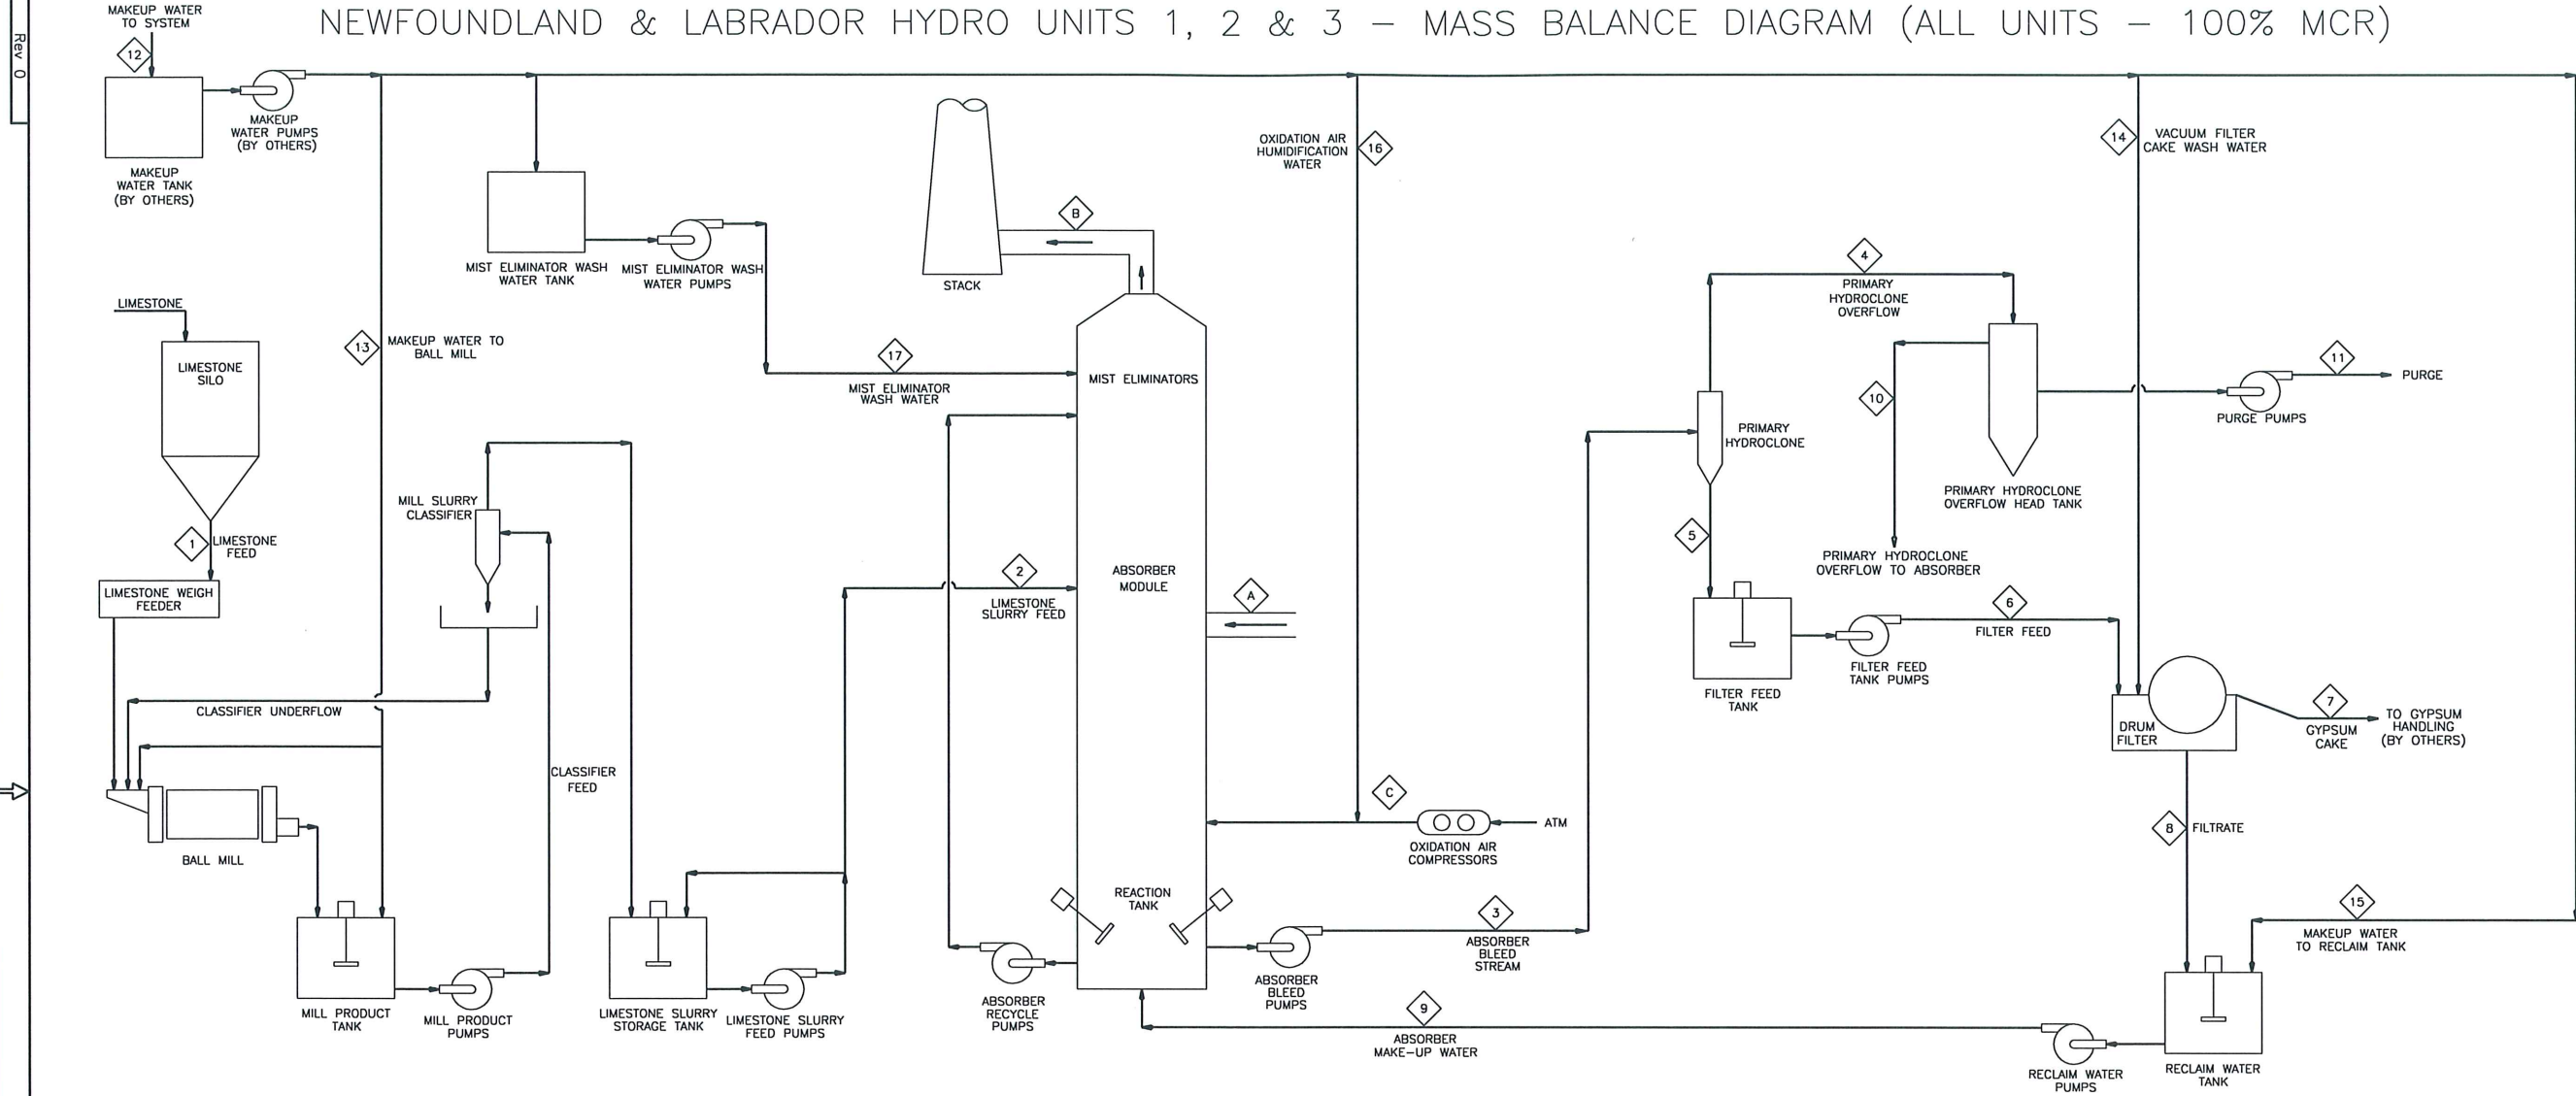 NEWFOUNDLAND & LABRADOR HYDRO UNITS 1, 2 & 3 – MASS BALANCE DIAGRAM (ALL UNITS – 100% MCR)
Rev 0
MAKEUP WATER
TO SYSTEM
12
MAKEUP
WATER PUMPS
(BY OTHERS)
MAKEUP
WATER TANK
(BY OTHERS)
MIST ELIMINATOR WASH
WATER TANK
MIST ELIMINATOR WASH
WATER PUMPS
STACK
B
OXIDATION AIR
HUMIDIFICATION
WATER
16
14
VACUUM FILTER
CAKE WASH WATER
LIMESTONE
LIMESTONE
SILO
13
MAKEUP WATER TO
BALL MILL
17
MIST ELIMINATOR
WASH WATER
MIST ELIMINATORS
4
PRIMARY
HYDROCLONE
OVERFLOW
10
11
PURGE
PURGE PUMPS
PRIMARY
HYDROCLONE
PRIMARY HYDROCLONE
OVERFLOW HEAD TANK
PRIMARY HYDROCLONE
OVERFLOW TO ABSORBER
MILL SLURRY
CLASSIFIER
1
LIMESTONE
FEED
LIMESTONE WEIGH
FEEDER
2
LIMESTONE
SLURRY FEED
ABSORBER
MODULE
A
5
FILTER FEED
TANK
FILTER FEED
TANK PUMPS
6
FILTER FEED
DRUM
FILTER
7
GYPSUM
CAKE
TO GYPSUM
HANDLING
(BY OTHERS)
CLASSIFIER UNDERFLOW
CLASSIFIER
FEED
BALL MILL
C
ATM
OXIDATION AIR
COMPRESSORS
8
FILTRATE
REACTION
TANK
3
ABSORBER
BLEED
STREAM
15
MAKEUP WATER
TO RECLAIM TANK
MILL PRODUCT
TANK
MILL PRODUCT
PUMPS
LIMESTONE SLURRY
STORAGE TANK
LIMESTONE SLURRY
FEED PUMPS
ABSORBER
RECYCLE
PUMPS
ABSORBER
BLEED
PUMPS
9
ABSORBER
MAKE-UP WATER
RECLAIM WATER
PUMPS
RECLAIM WATER
TANK